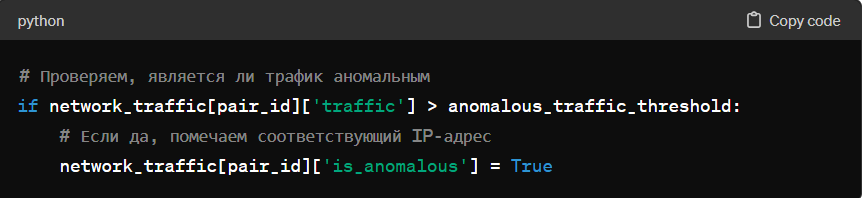 python
Copy code
# Проверяем, является ли трафик аномальным
if network_traffic[pair_id]['traffic'] > anomalous_traffic_threshold:
    # Если да, помечаем соответствующий IP-адрес
    network_traffic[pair_id]['is_anomalous'] = True